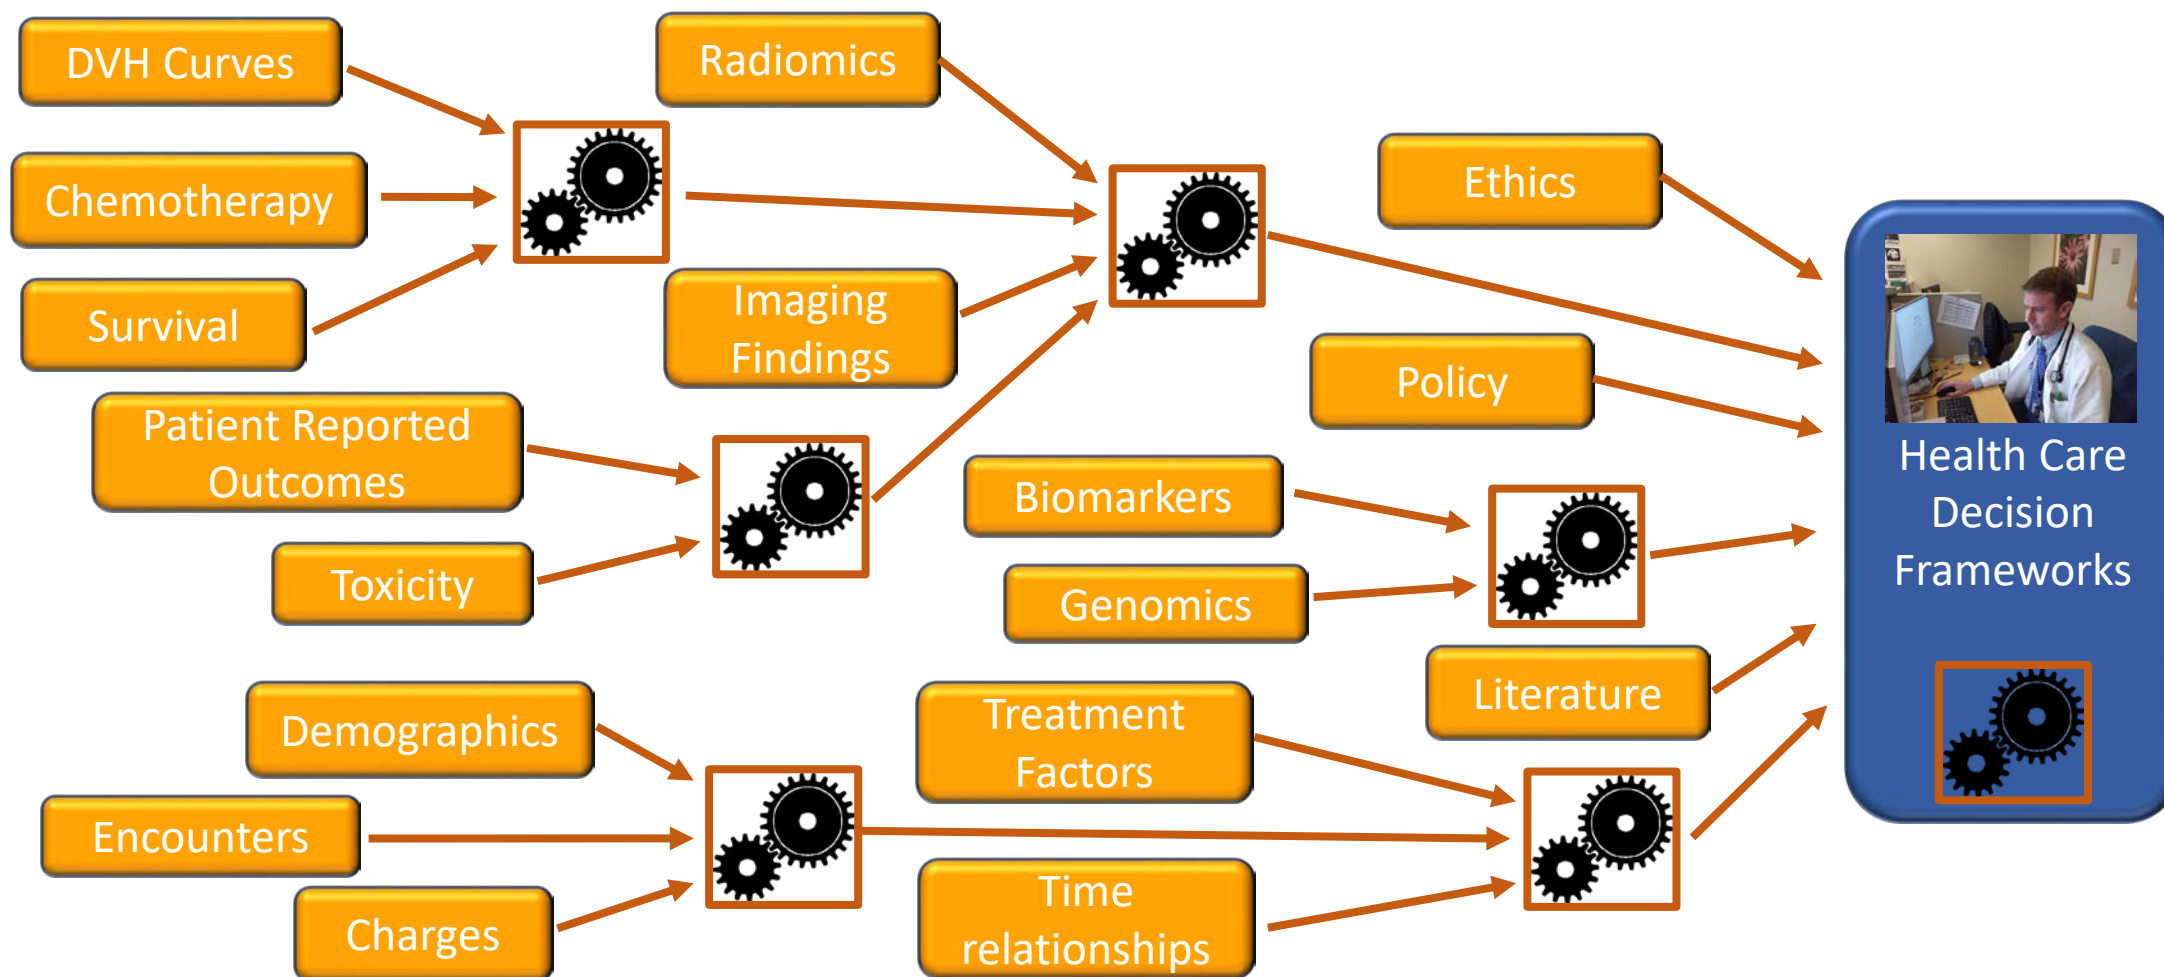 DVH Curves
Radiomics
Chemotherapy
Ethics
Survival
Imaging
Findings
Policy
Patient Reported
Outcomes
Biomarkers
Health Care
Decision
Frameworks
Toxicity
Genomics
Literature
Demographics
Treatment
Factors
Encounters
Charges
Time
relationships